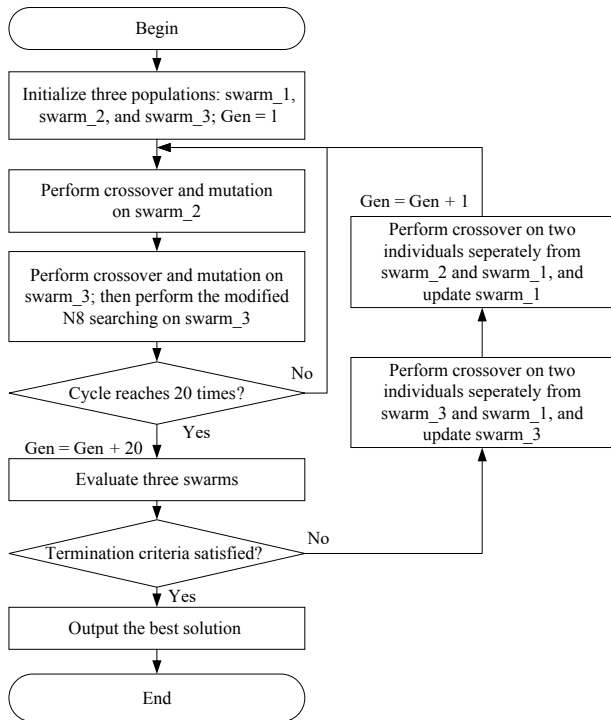 Begin
Initialize three populations: swarm_1,
swarm_2, and swarm_3; Gen = 1
Perform crossover and mutation
on swarm_2
Perform crossover and mutation on
swarm_3; then perform the modified
N8 searching on swarm_3
Cycle reaches 20 times?
No
Yes
Gen = Gen + 20
Evaluate three swarms
Termination criteria satisfied?
No
Yes
Output the best solution
End
Gen = Gen + 1
Perform crossover on two
individuals seperately from
swarm_2 and swarm_1, and
update swarm_1
Perform crossover on two
individuals seperately from
swarm_3 and swarm_1, and
update swarm_3